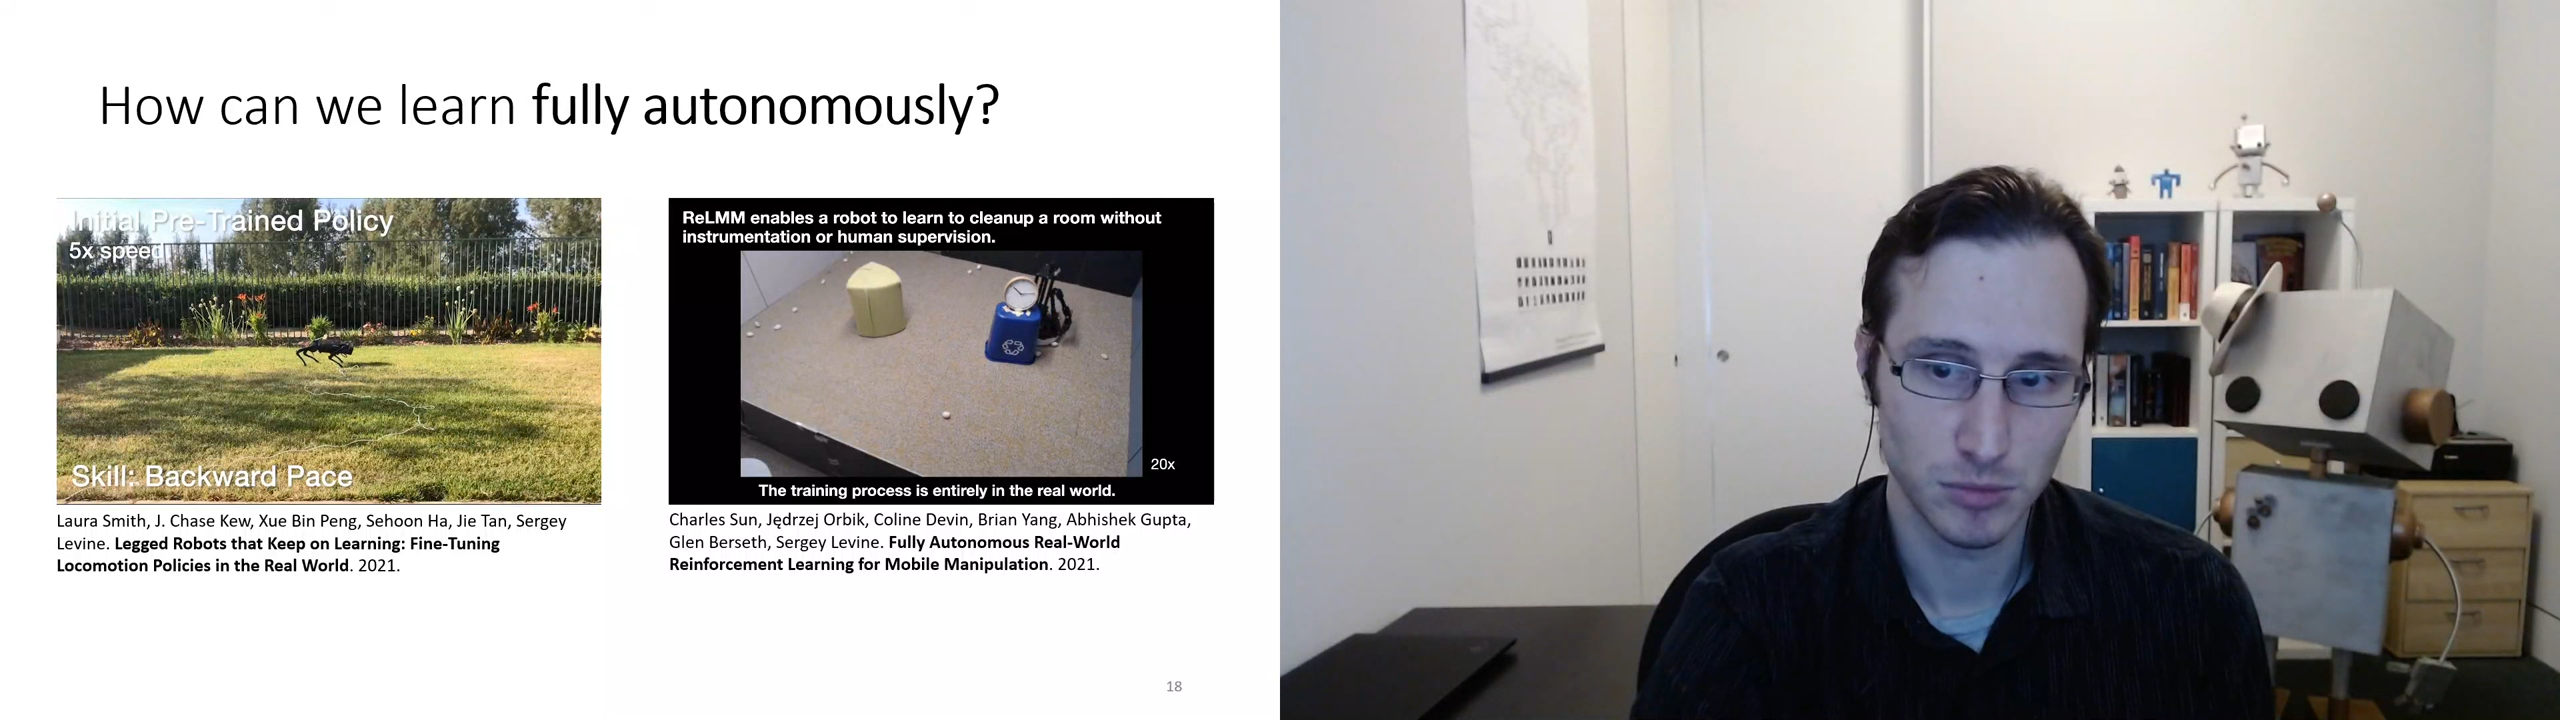 How can we learn fully autonomously?
Initial Pre-Trained Policy
5x speed
Skill: Backward Pace
Laura Smith, J. Chase Kew, Xue Bin Peng, Sehoon Ha, Jie Tan, Sergey
Levine. Legged Robots that Keep on Learning: Fine-Tuning
Locomotion Policies in the Real World. 2021.
ReLMM enables a robot to learn to cleanup a room without
instrumentation or human supervision.
20x
The training process is entirely in the real world.
Charles Sun, Jędrzej Orbik, Coline Devin, Brian Yang, Abhishek Gupta,
Glen Berseth, Sergey Levine. Fully Autonomous Real-World
Reinforcement Learning for Mobile Manipulation. 2021.
18